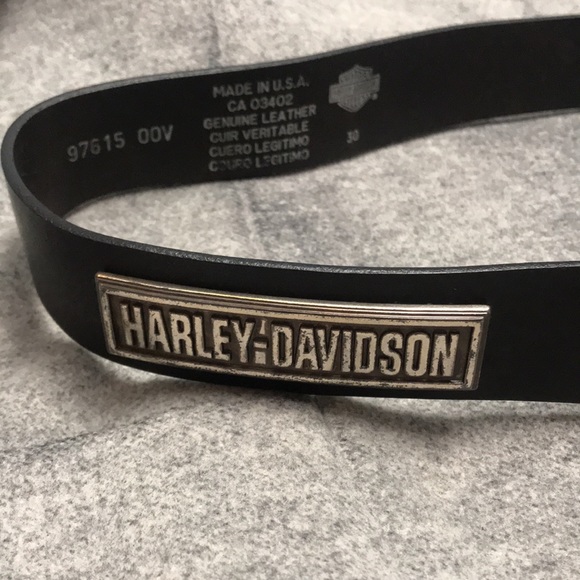 97615 00V
MADE IN U.S.A.
CA 03402
GENUINE LEATHER
CUIR VERITABLE
CUERO LEGITIMO
COURO LEGITIMO
30
HARLEY-DAVIDSON